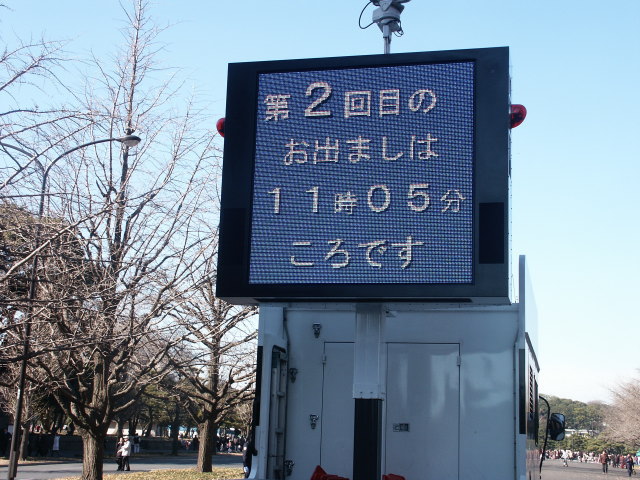 第2回目の
お出ましは
11時05分
ころです